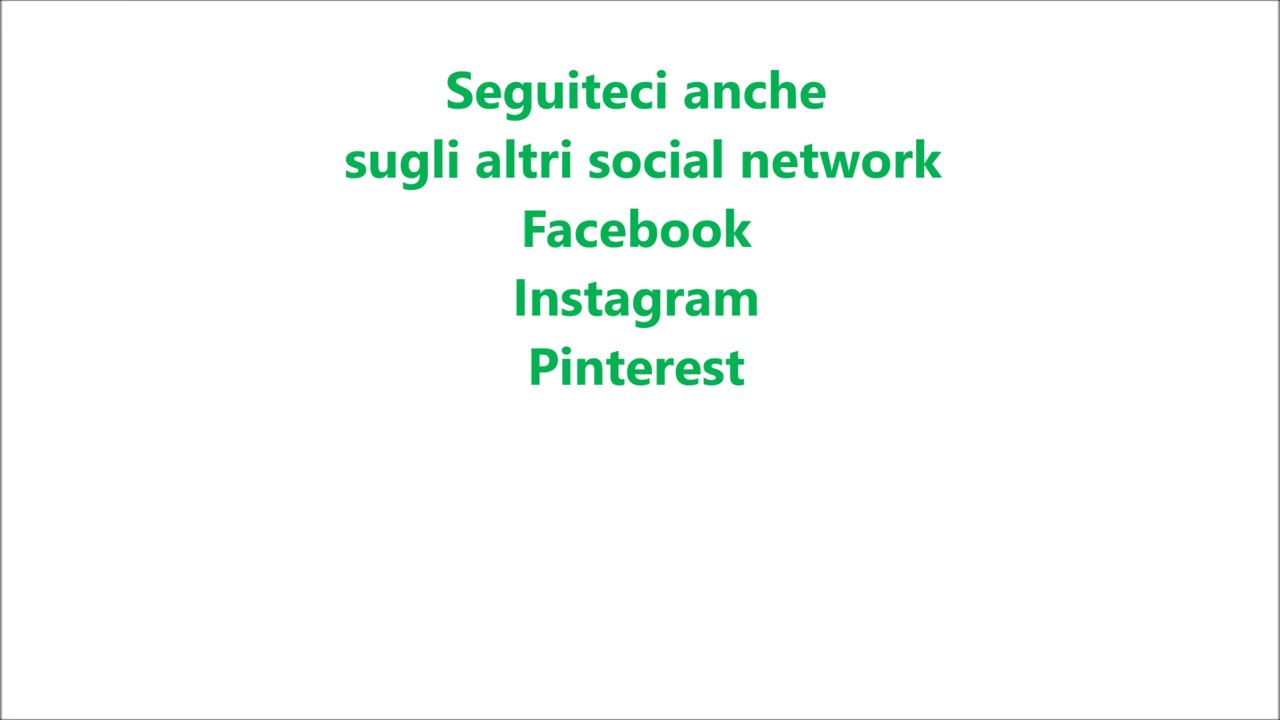 Seguiteci anche
sugli altri social network
Facebook
Instagram
Pinterest